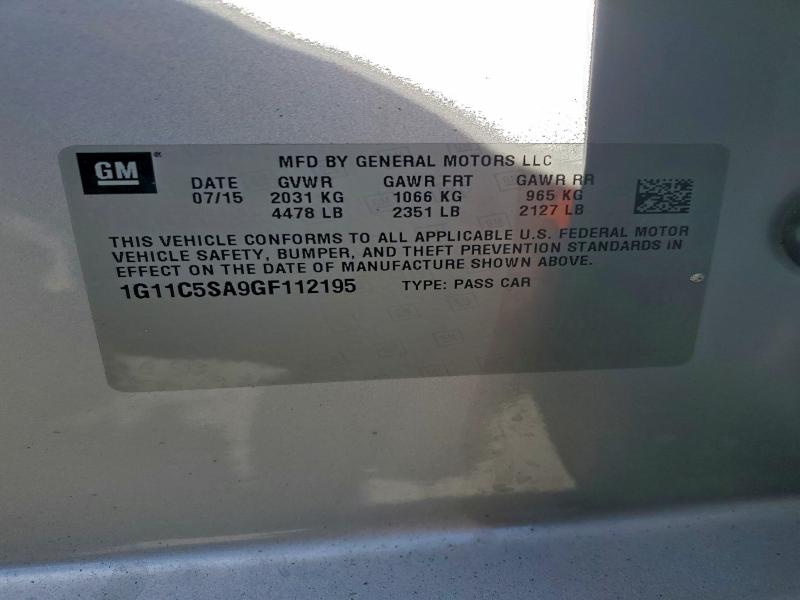 GM
MFD BY GENERAL MOTORS LLC
DATE GVWR GAWR FRT GAWR RR
07/15 2031 KG 1066 KG 965 KG
4478 LB 2351 LB 2127 LB
THIS VEHICLE CONFORMS TO ALL APPLICABLE U.S. FEDERAL MOTOR
VEHICLE SAFETY, BUMPER, AND THEFT PREVENTION STANDARDS IN
EFFECT ON THE DATE OF MANUFACTURE SHOWN ABOVE.
1G11C5SA9GF112195 TYPE: PASS CAR